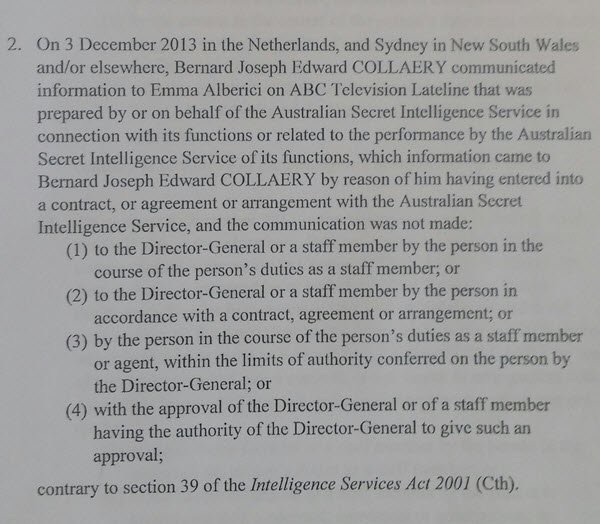 2. On 3 December 2013 in the Netherlands, and Sydney in New South Wales
and/or elsewhere, Bernard Joseph Edward COLLAERY communicated
information to Emma Alberici on ABC Television Lateline that was
prepared by or on behalf of the Australian Secret Intelligence Service in
connection with its functions or related to the performance by the Australian
Secret Intelligence Service of its functions, which information came to
Bernard Joseph Edward COLLAERY by reason of him having entered into
a contract, or agreement or arrangement with the Australian Secret
Intelligence Service, and the communication was not made:
(1) to the Director-General or a staff member by the person in the
course of the person's duties as a staff member; or
(2) to the Director-General or a staff member by the person in
accordance with a contract, agreement or arrangement; or
(3) by the person in the course of the person's duties as a staff member
or agent, within the limits of authority conferred on the person by
the Director-General; or
(4) with the approval of the Director-General or of a staff member
having the authority of the Director-General to give such an
approval;
contrary to section 39 of the Intelligence Services Act 2001 (Cth).